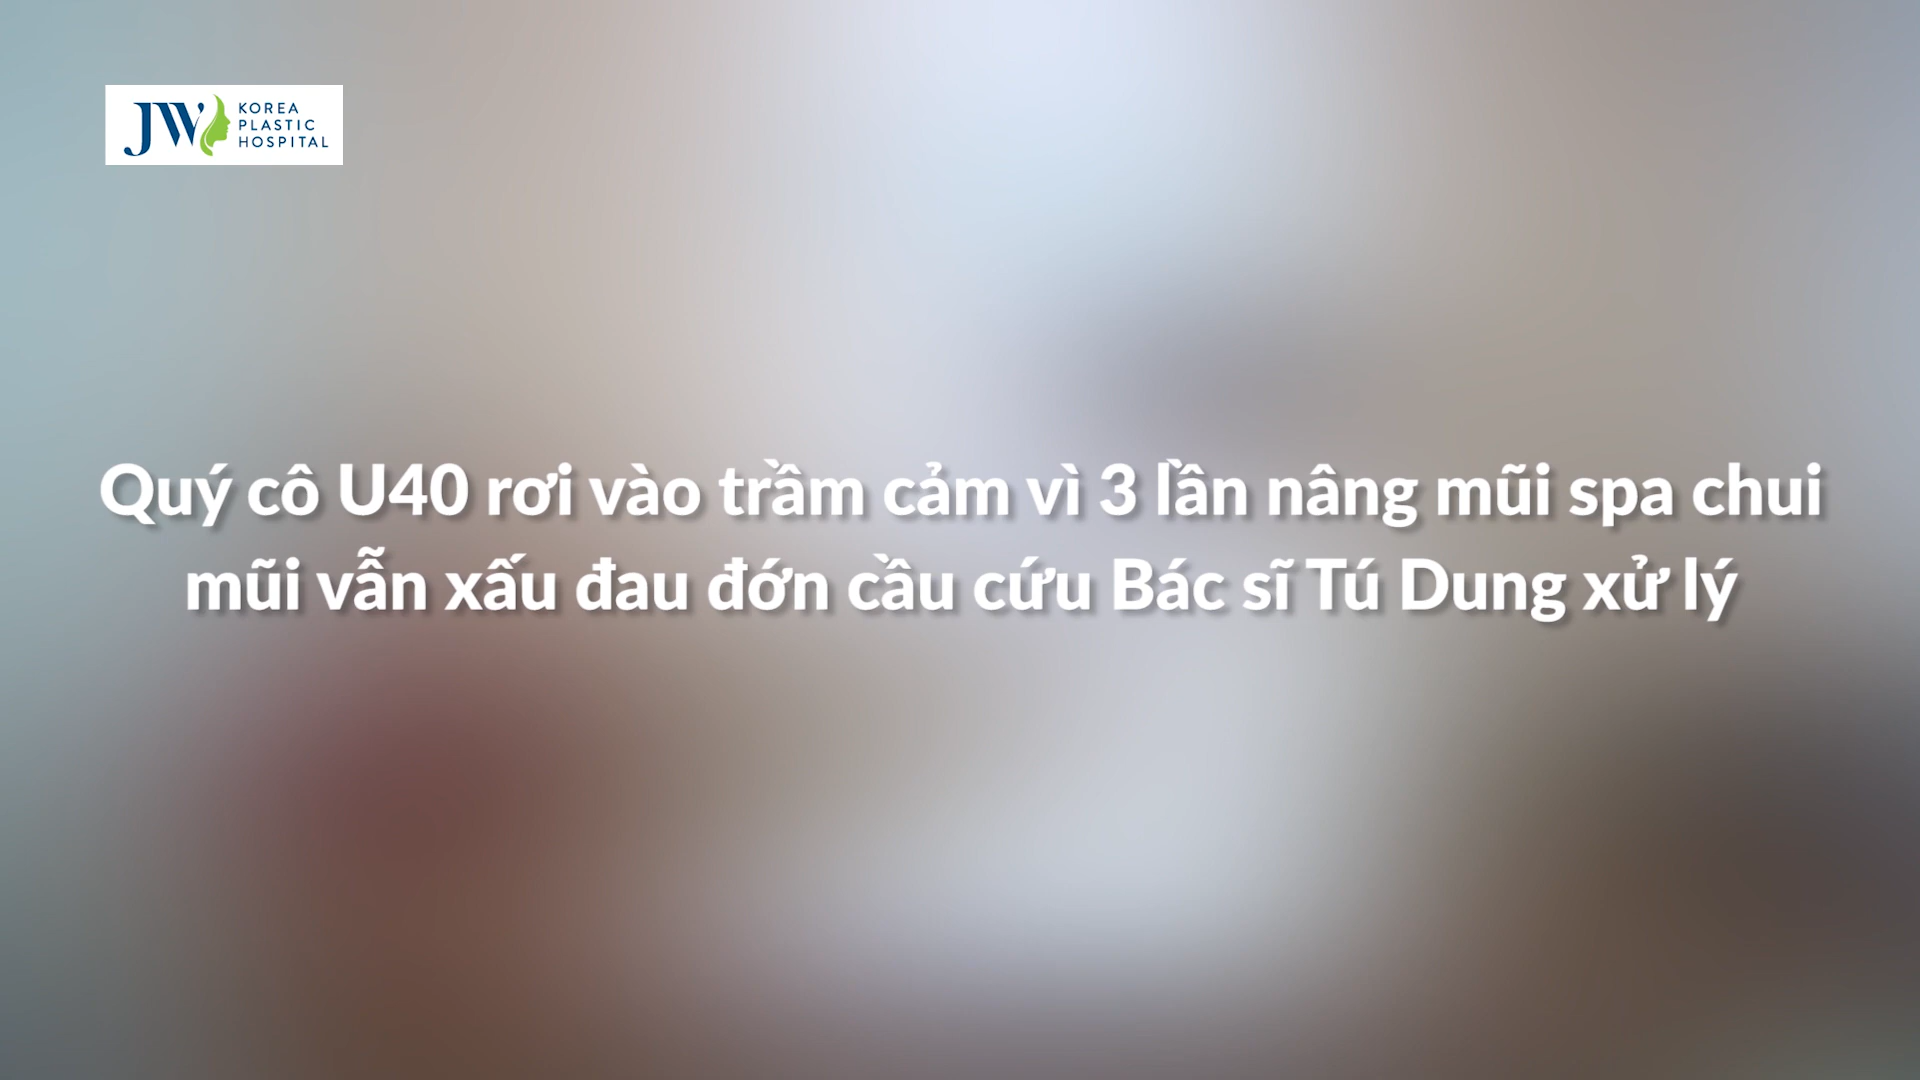 JW
KOREA
PLASTIC
HOSPITAL
Quý cô U40 rơi vào trầm cảm vì 3 lần nâng mũi spa chui
mũi vẫn xấu đau đớn cầu cứu Bác sĩ Tú Dung xử lý